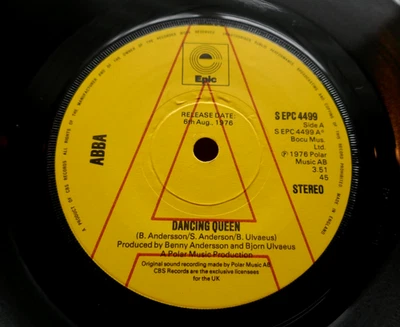 Epic
RELEASE DATE:
6th Aug. 1976
S EPC 4499
Side A
S EPC 4499 A
Bocu Mus.
Ltd.
℗ 1976 Polar
Music AB
3.51
45
STEREO
ABBA
A
DANCING QUEEN
(B. Andersson/S. Anderson/B. Ulvaeus)
Produced by Benny Andersson and Bjorn Ulvaeus
A Polar Music Production
Original sound recording made by Polar Music AB
CBS Records are the exclusive licensees
for the UK